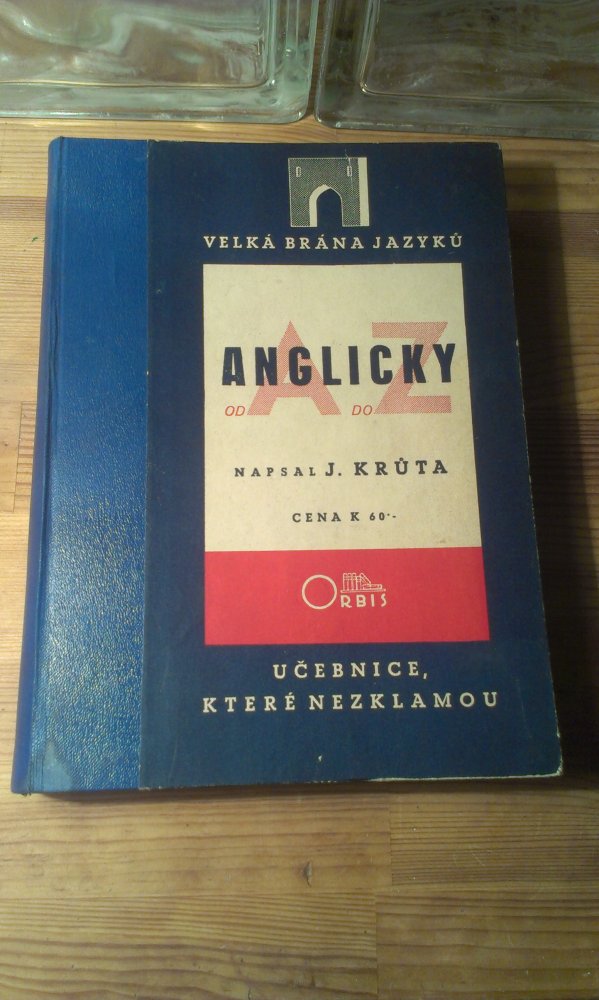 VELKÁ BRÁNA JAZYKŮ
ANGLICKY
OD A DO Z
NAPSAL J. KRŮTA
CENA K 60·-
ORBIS
UČEBNICE,
KTERÉ NEZKLAMOU